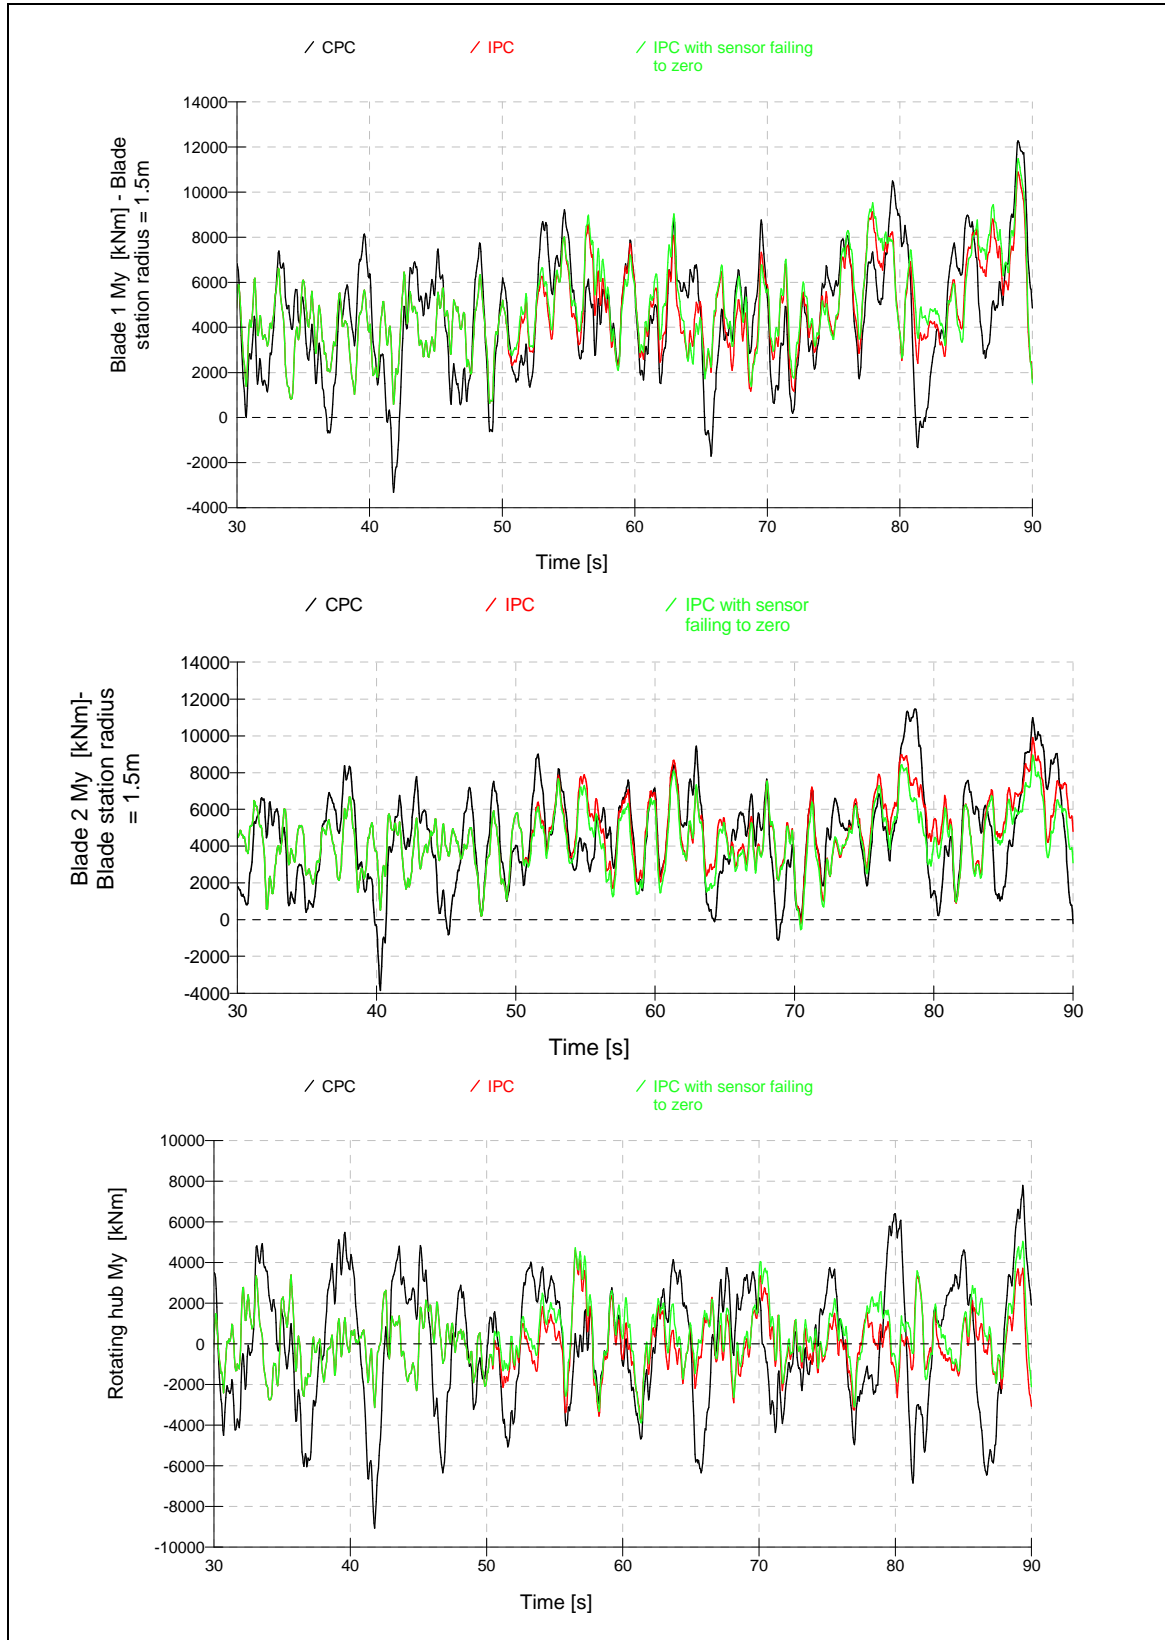 CPC
IPC
IPC with sensor failing
to zero
Blade 1 My [kNm] - Blade
station radius = 1.5m
14000
12000
10000
8000
6000
4000
2000
0
-2000
-4000
30
40
50
60
70
80
90
Time [s]
CPC
IPC
IPC with sensor
failing to zero
Blade 2 My [kNm]-
Blade station radius
= 1.5m
14000
12000
10000
8000
6000
4000
2000
0
-2000
-4000
30
40
50
60
70
80
90
Time [s]
CPC
IPC
IPC with sensor failing
to zero
Rotating hub My [kNm]
10000
8000
6000
4000
2000
0
-2000
-4000
-6000
-8000
-10000
30
40
50
60
70
80
90
Time [s]